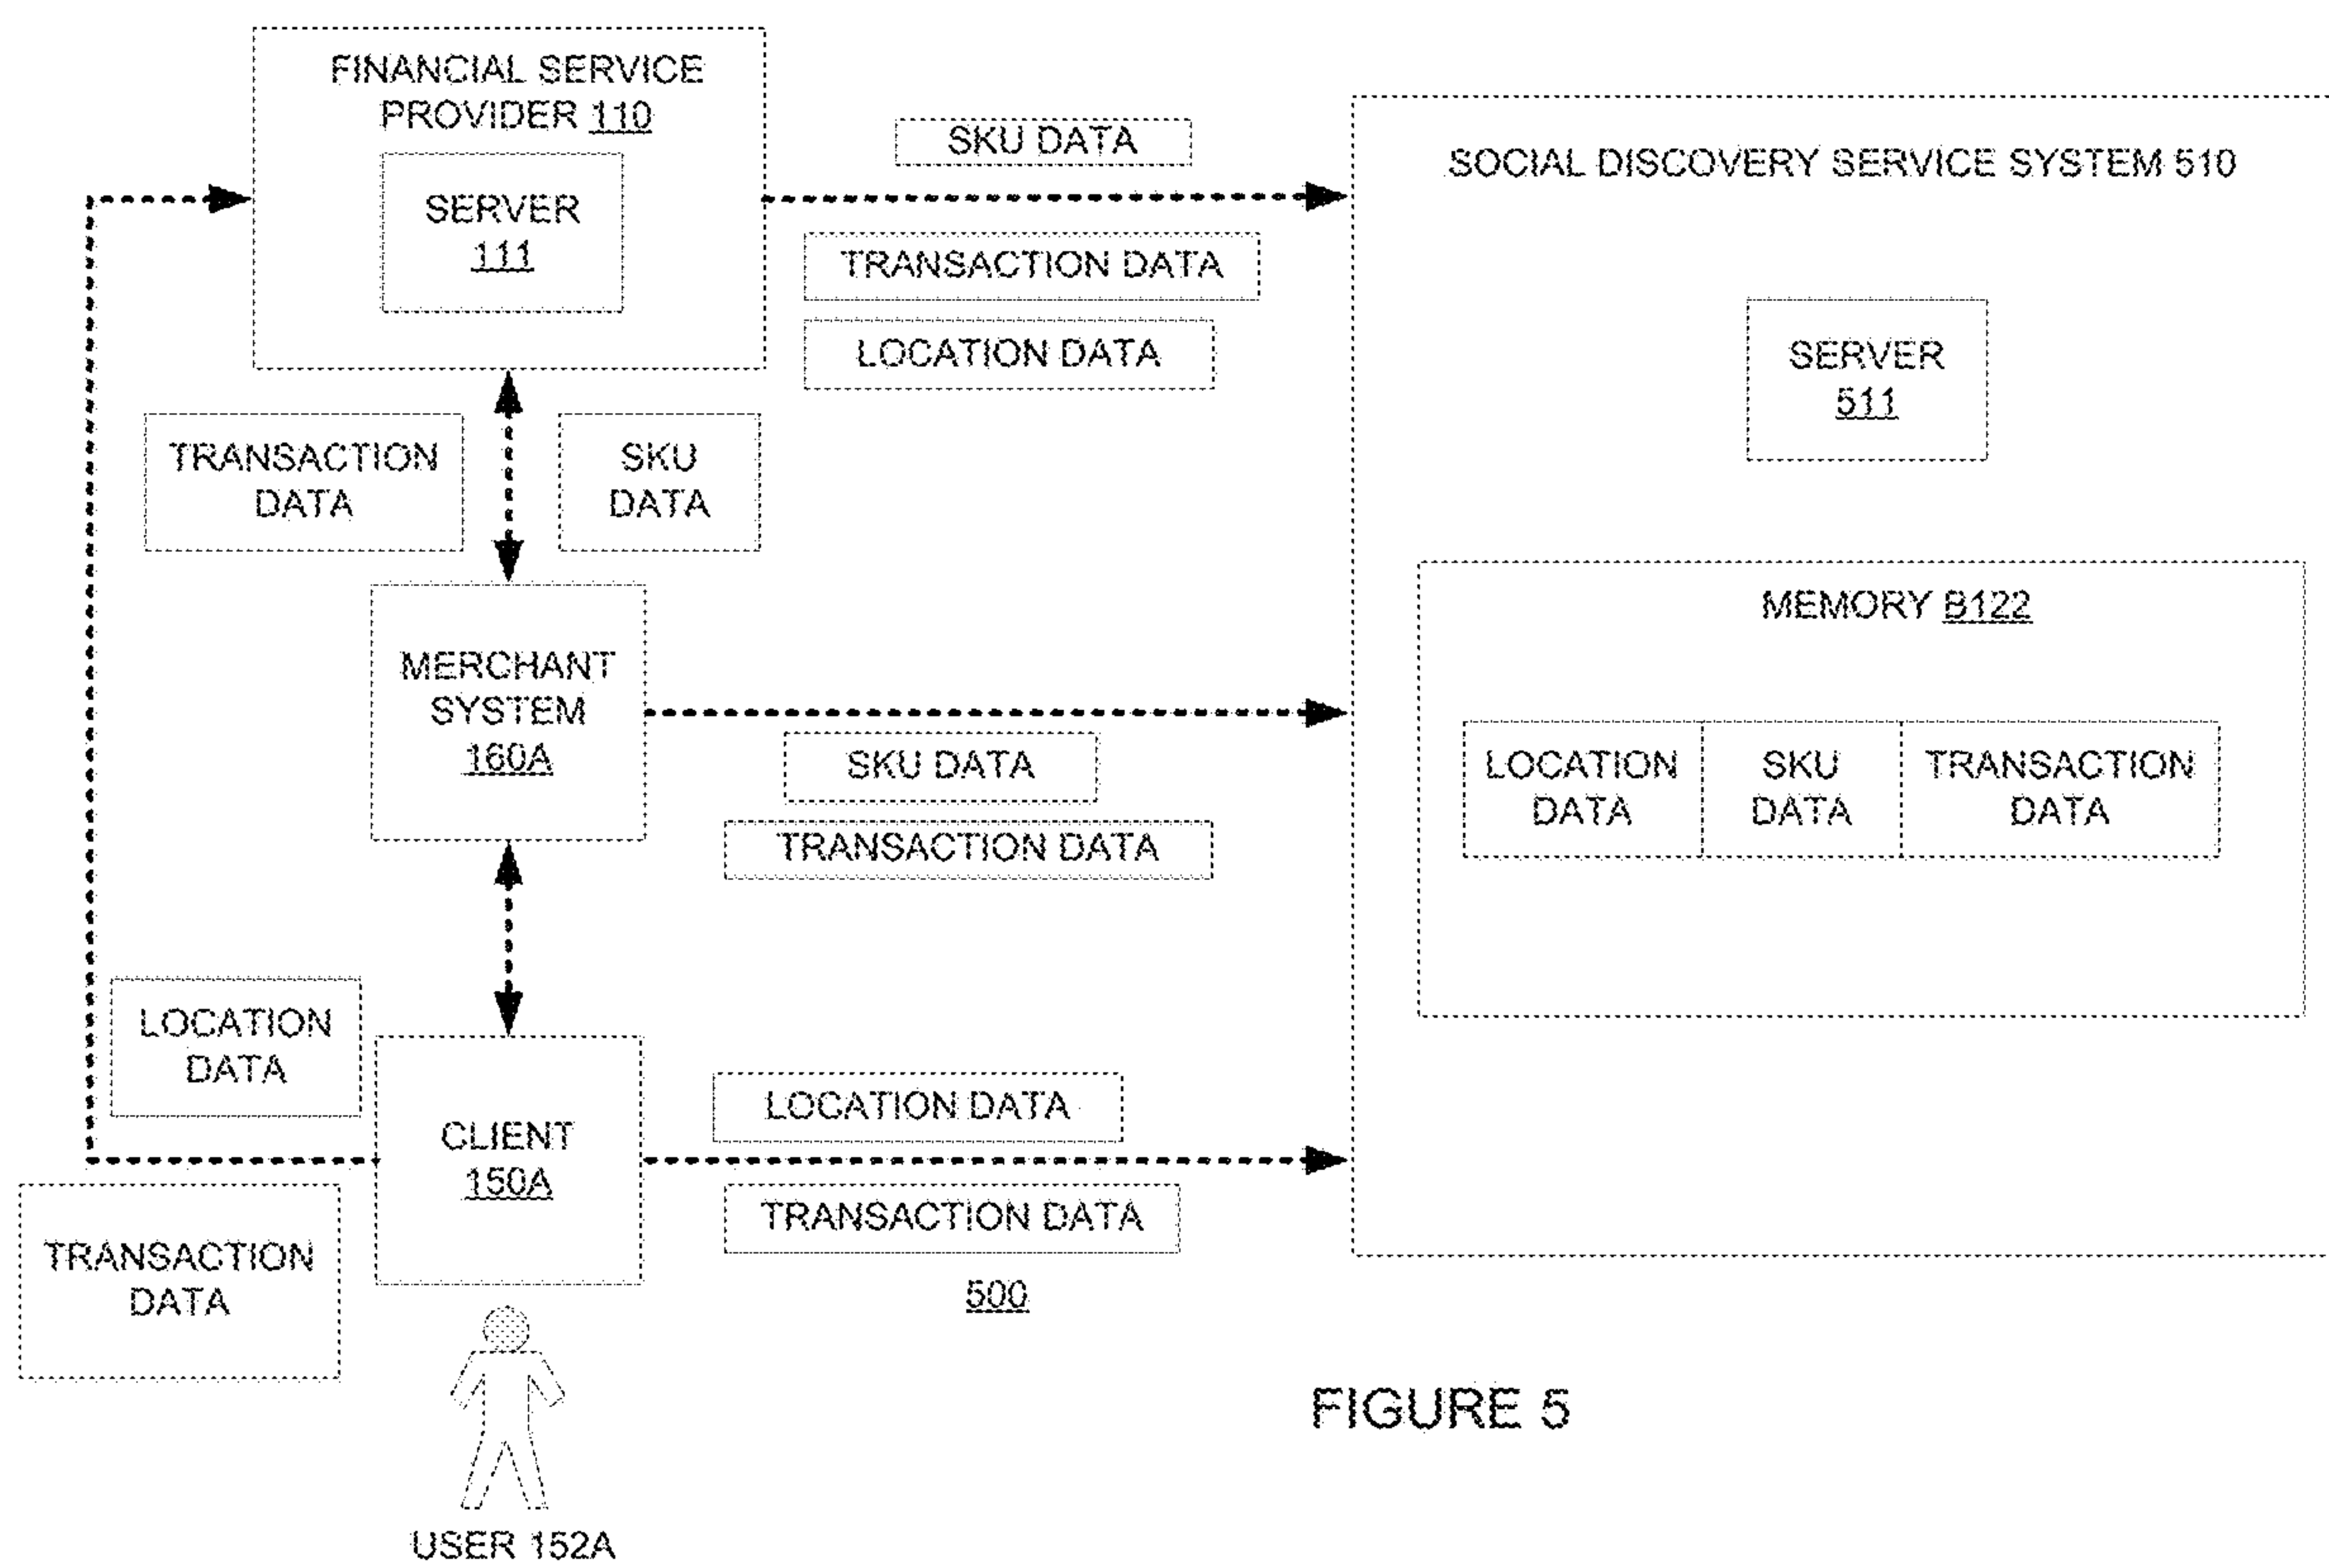 FINANCIAL SERVICE
PROVIDER 110
SERVER
111
SKU DATA
TRANSACTION DATA
LOCATION DATA
SOCIAL DISCOVERY SERVICE SYSTEM 510
SERVER
511
TRANSACTION
DATA
SKU
DATA
MEMORY B122
LOCATION
DATA
SKU
DATA
TRANSACTION
DATA
MERCHANT
SYSTEM
160A
SKU DATA
TRANSACTION DATA
LOCATION
DATA
CLIENT
150A
LOCATION DATA
TRANSACTION DATA
TRANSACTION
DATA
500
USER 152A
FIGURE 5